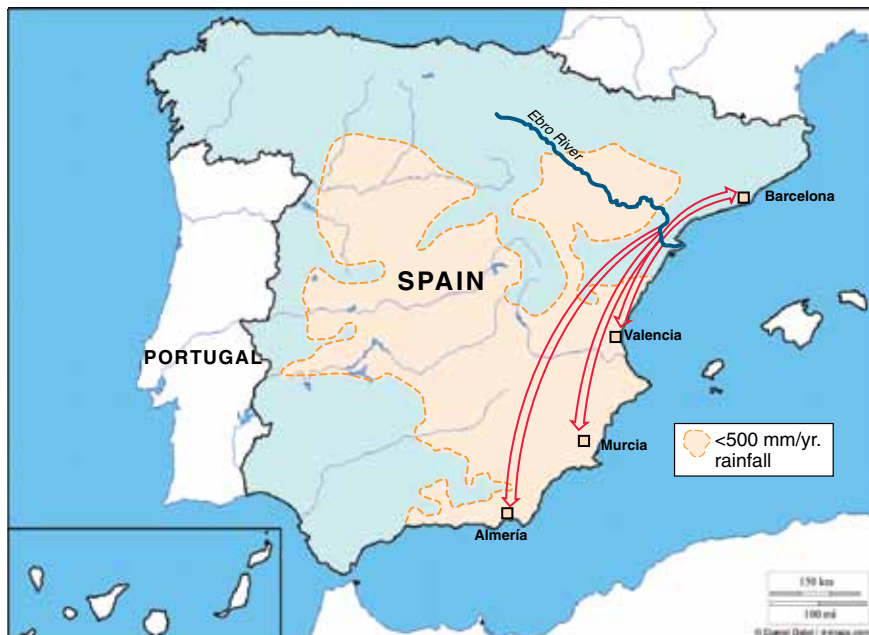 Ebro River
Barcelona
SPAIN
Valencia
PORTUGAL
<500 mm/yr.
rainfall
Murcia
Almería
150 km
100 mi